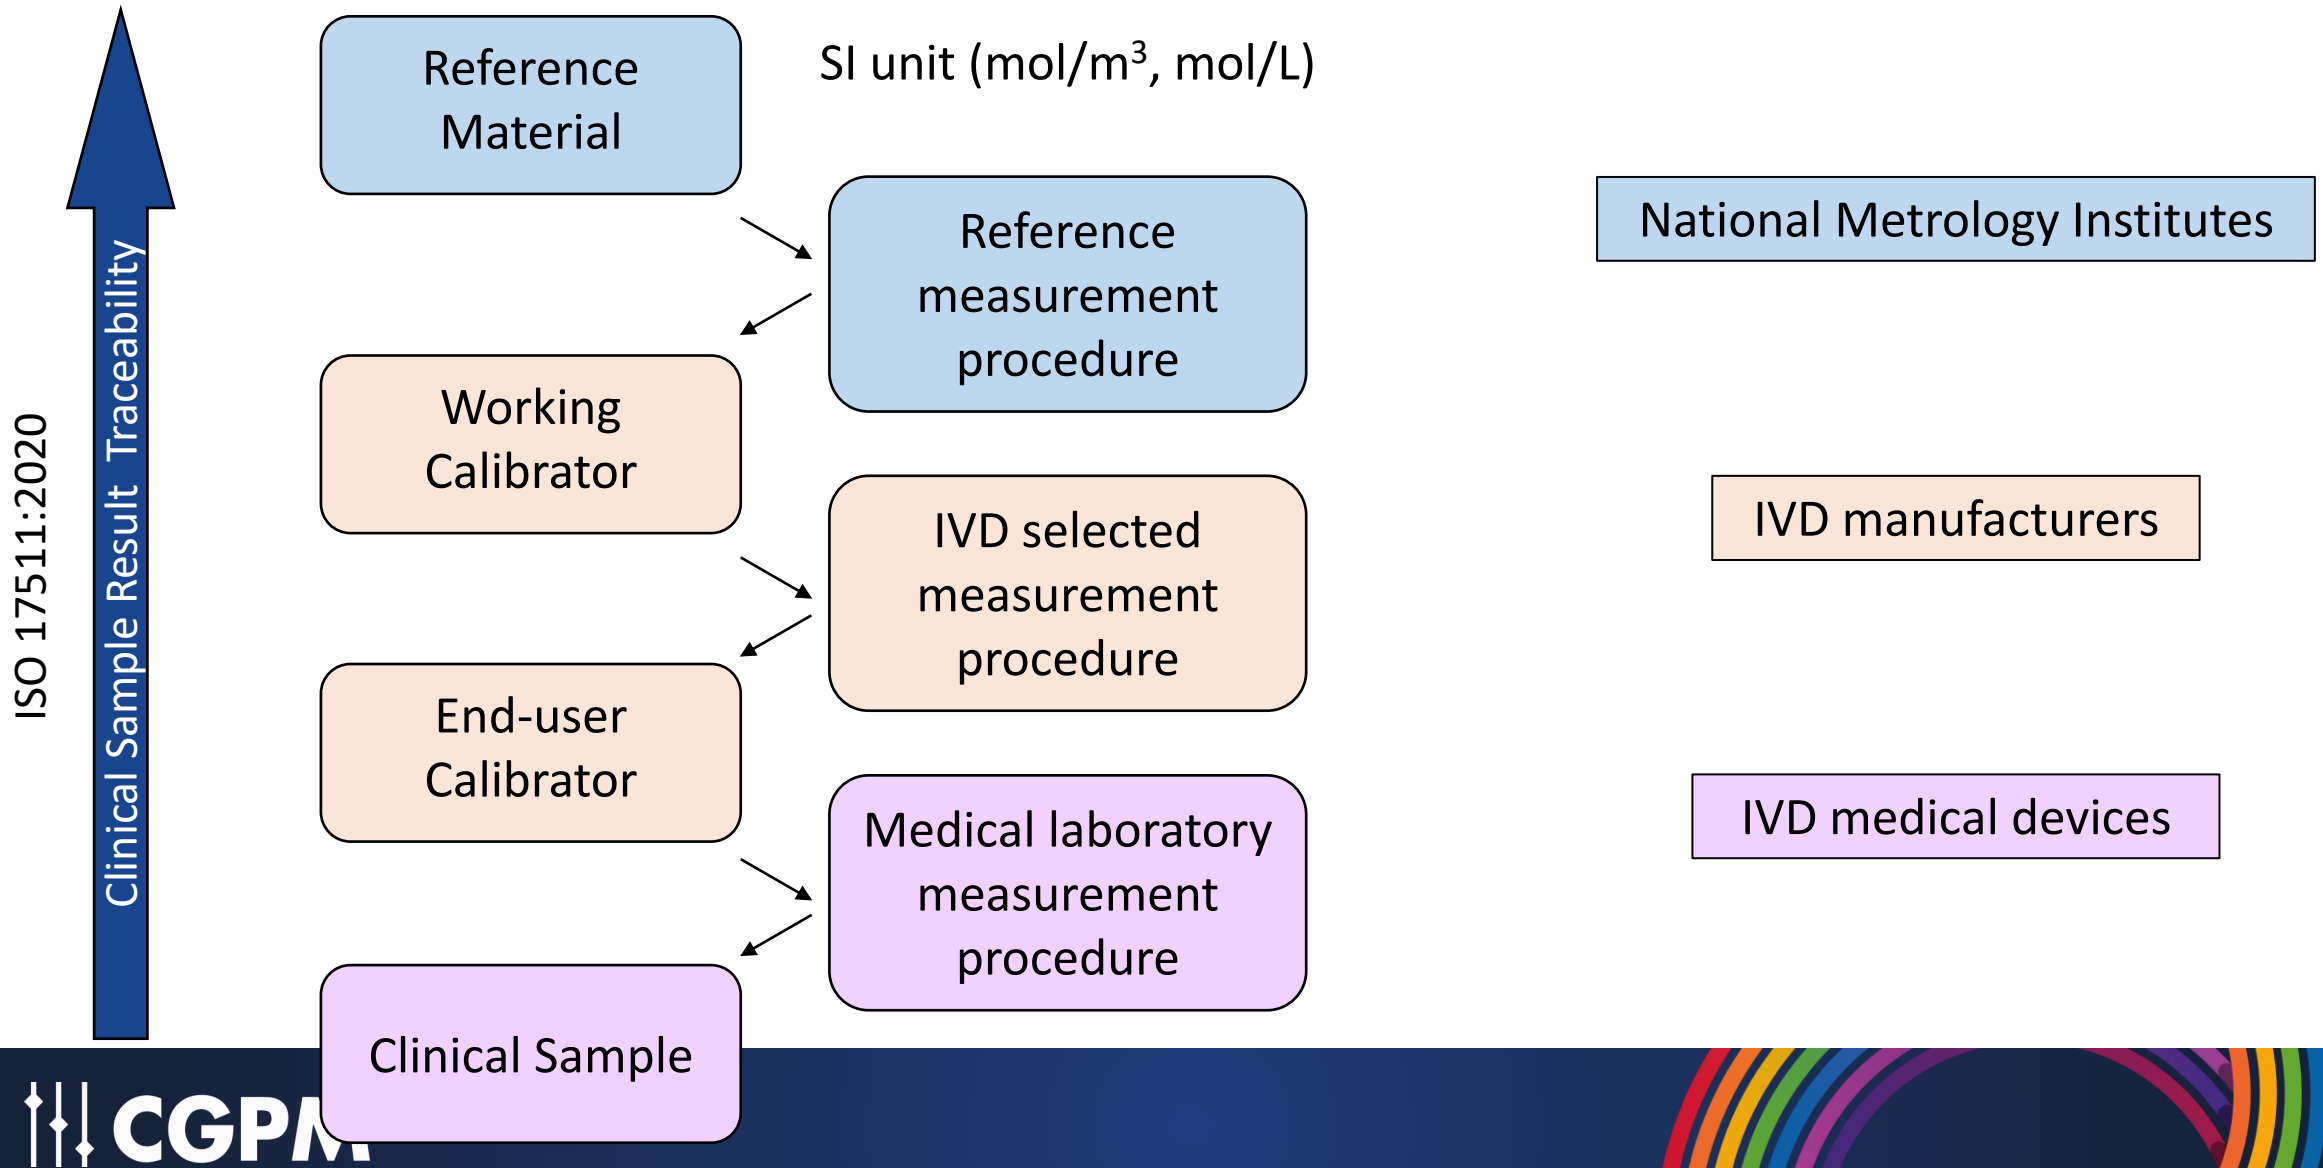 Reference
Material
SI unit (mol/m³, mol/L)
Reference
measurement
procedure
National Metrology Institutes
Working
Calibrator
IVD selected
measurement
procedure
IVD manufacturers
End-user
Calibrator
Medical laboratory
measurement
procedure
IVD medical devices
Clinical Sample
ISO 17511:2020
Clinical Sample Result Traceability
CGPM